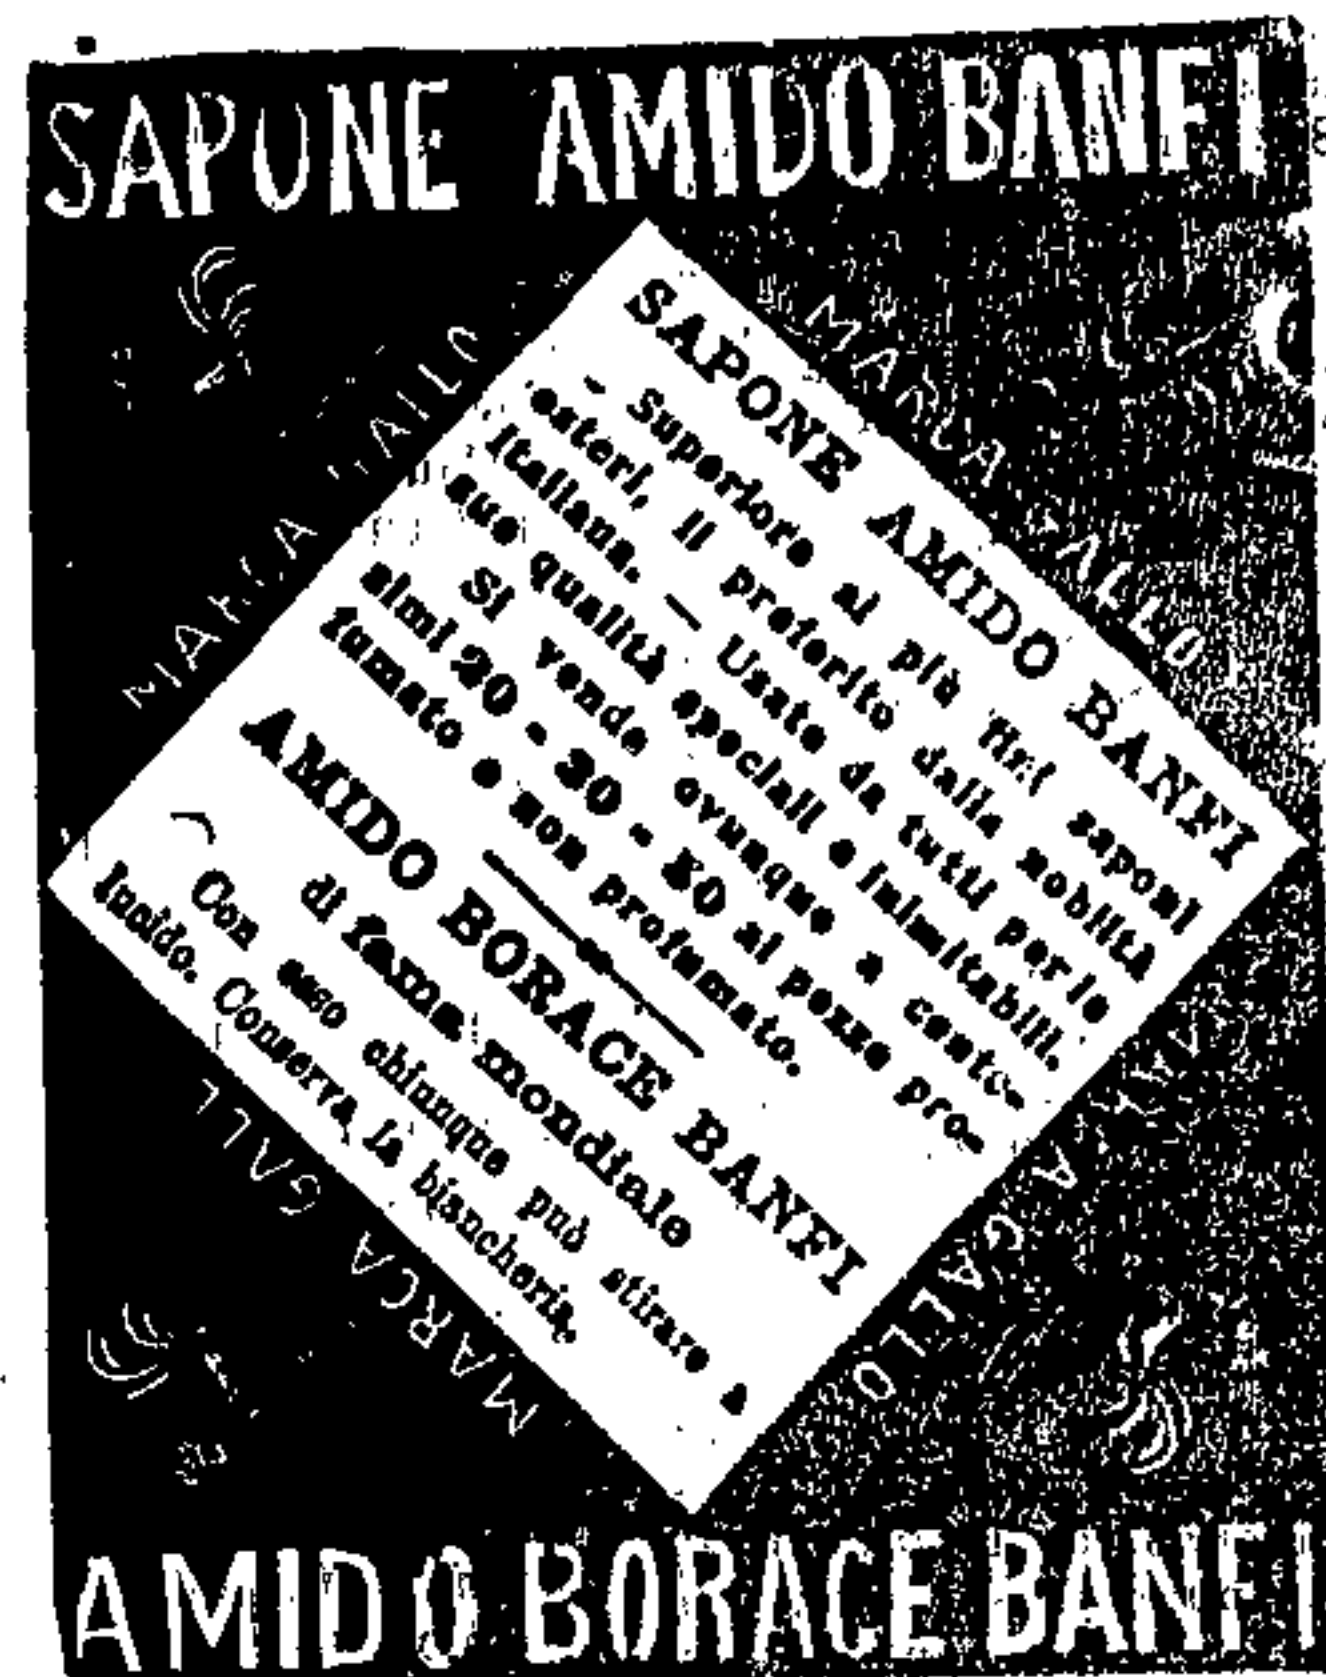 SAPONE AMIDO BANFI
MARCA GALLO
MARCA GALLO
SAPONE AMIDO BANFI
- Superiore ai più fini saponi
esteri, il preferito dalla nobiltà
Italiana. — Usato da tutti per le
sue qualità speciali e inimitabili.
Si vende ovunque a cente-
simi 20 - 30 - 50 al pezzo pro-
fumato e non profumato.
AMIDO BORACE BANFI
di fama mondiale
Con esso chiunque può stirare a
lucido. Conserva la biancheria.
MARCA GALL
GALLO
AMIDO BORACE BANFI